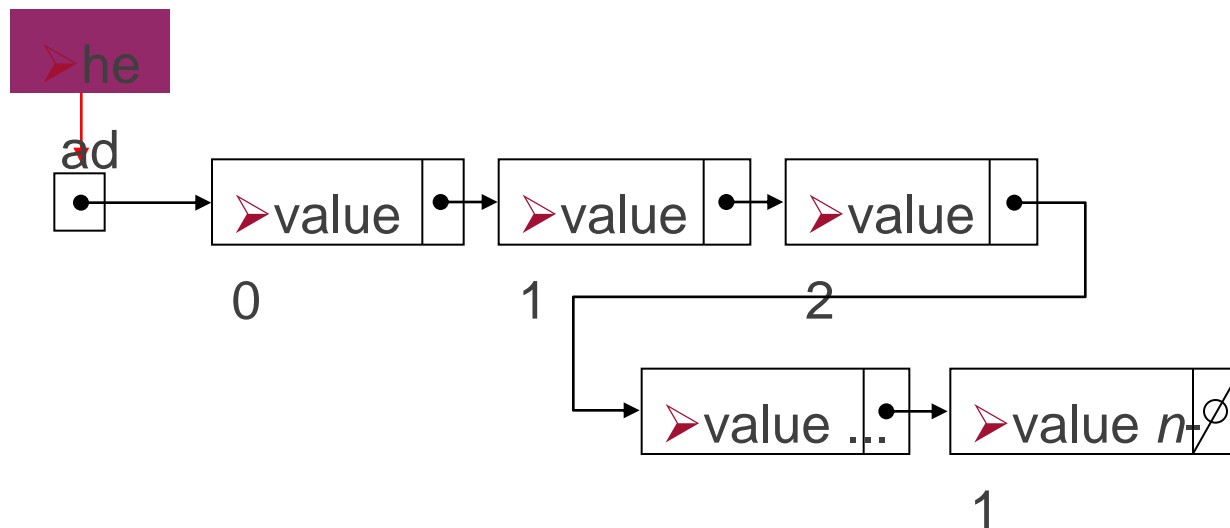 ➢he
ad
➢value
0
➢value
1
➢value
2
➢value ...
➢value n-
1